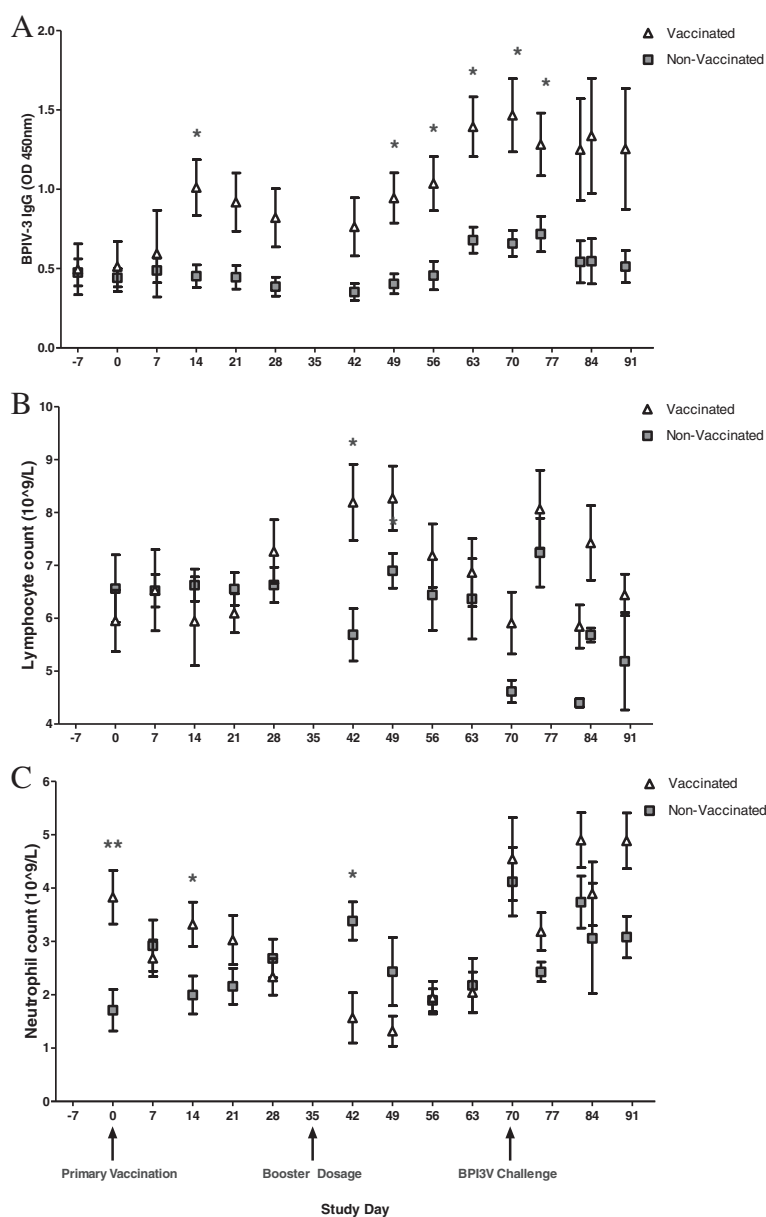 A
Vaccinated
Non-Vaccinated
*
*
*
*
*
*
BPIV-3 IgG (OD 450nm)
2.0
1.5
1.0
0.5
0.0
-7 0 7 14 21 28 35 42 49 56 63 70 77 84 91
B
Vaccinated
Non-Vaccinated
*
*
Lymphocyte count (10^9/L)
10
9
8
7
6
5
4
-7 0 7 14 21 28 35 42 49 56 63 70 77 84 91
C
Vaccinated
Non-Vaccinated
**
*
*
Neutrophil count (10^9/L)
6
5
4
3
2
1
0
-7 0 7 14 21 28 35 42 49 56 63 70 77 84 91
Primary Vaccination
Booster Dosage
BPI3V Challenge
Study Day